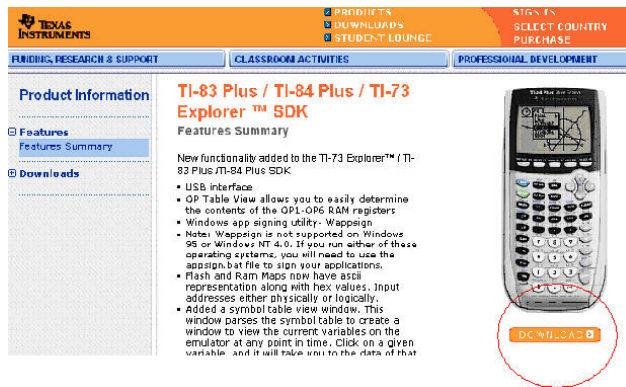 TEXAS
INSTRUMENTS
PRODUCTS
DOWNLOADS
STUDENT LOUNGE
SIGN IN
SELECT COUNTRY
PURCHASE
FUNDING, RESEARCH & SUPPORT
CLASSROOM ACTIVITIES
PROFESSIONAL DEVELOPMENT
Product Information
Features
Features Summary
Downloads
TI-83 Plus / TI-84 Plus / TI-73
Explorer ™ SDK
Features Summary
New functionality added to the TI-73 Explorer™ / TI-
83 Plus /TI-84 Plus SDK
• USB interface
• OP Table View allows you to easily determine
the contents of the OP1-OP6 RAM registers
• Windows app signing utility- Wappsign
• Note: Wappsign is not supported on Windows
95 or Windows NT 4.0. If you run either of these
operating systems, you will need to use the
appsign.bat file to sign your applications.
• Flash and Ram Maps now have ascii
representation along with hex values. Input
addresses either physically or logically.
• Added a symbol table view window. This
window parses the symbol table to create a
window to view the current variables on the
emulator at any point in time. Click on a given
variable, and it will take you to the data of that
DOWNLOAD